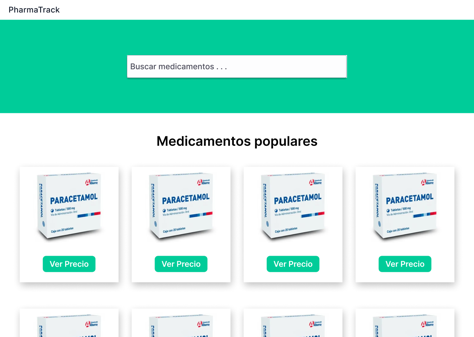 PharmaTrack
Buscar medicamentos . . .
Medicamentos populares
PARACETAMOL
PARACETAMOL
PARACETAMOL
PARACETAMOL
Ver Precio
Ver Precio
Ver Precio
Ver Precio